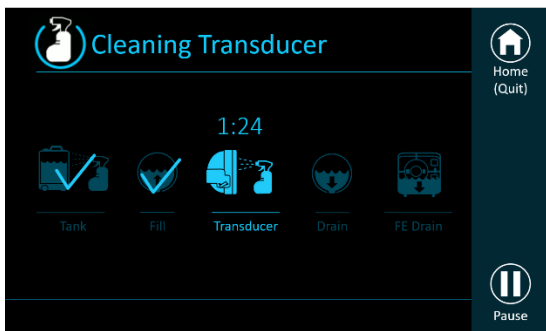 Cleaning Transducer
Home
(Quit)
1:24
Tank
Fill
Transducer
Drain
FE Drain
Pause